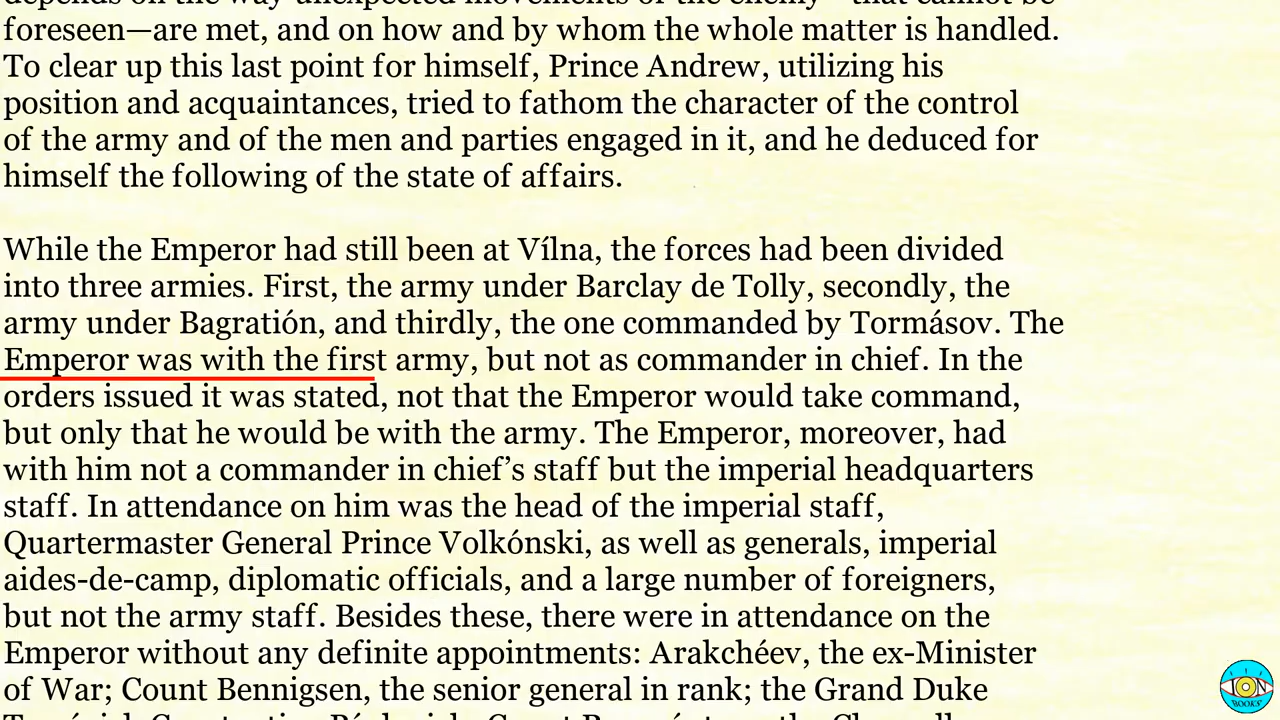 foreseen—are met, and on how and by whom the whole matter is handled.
To clear up this last point for himself, Prince Andrew, utilizing his
position and acquaintances, tried to fathom the character of the control
of the army and of the men and parties engaged in it, and he deduced for
himself the following of the state of affairs.
While the Emperor had still been at Vílna, the forces had been divided
into three armies. First, the army under Barclay de Tolly, secondly, the
army under Bagratión, and thirdly, the one commanded by Tormásov. The
Emperor was with the first army, but not as commander in chief. In the
orders issued it was stated, not that the Emperor would take command,
but only that he would be with the army. The Emperor, moreover, had
with him not a commander in chief’s staff but the imperial headquarters
staff. In attendance on him was the head of the imperial staff,
Quartermaster General Prince Volkónski, as well as generals, imperial
aides-de-camp, diplomatic officials, and a large number of foreigners,
but not the army staff. Besides these, there were in attendance on the
Emperor without any definite appointments: Arakchéev, the ex-Minister
of War; Count Bennigsen, the senior general in rank; the Grand Duke
ION
BOOKS